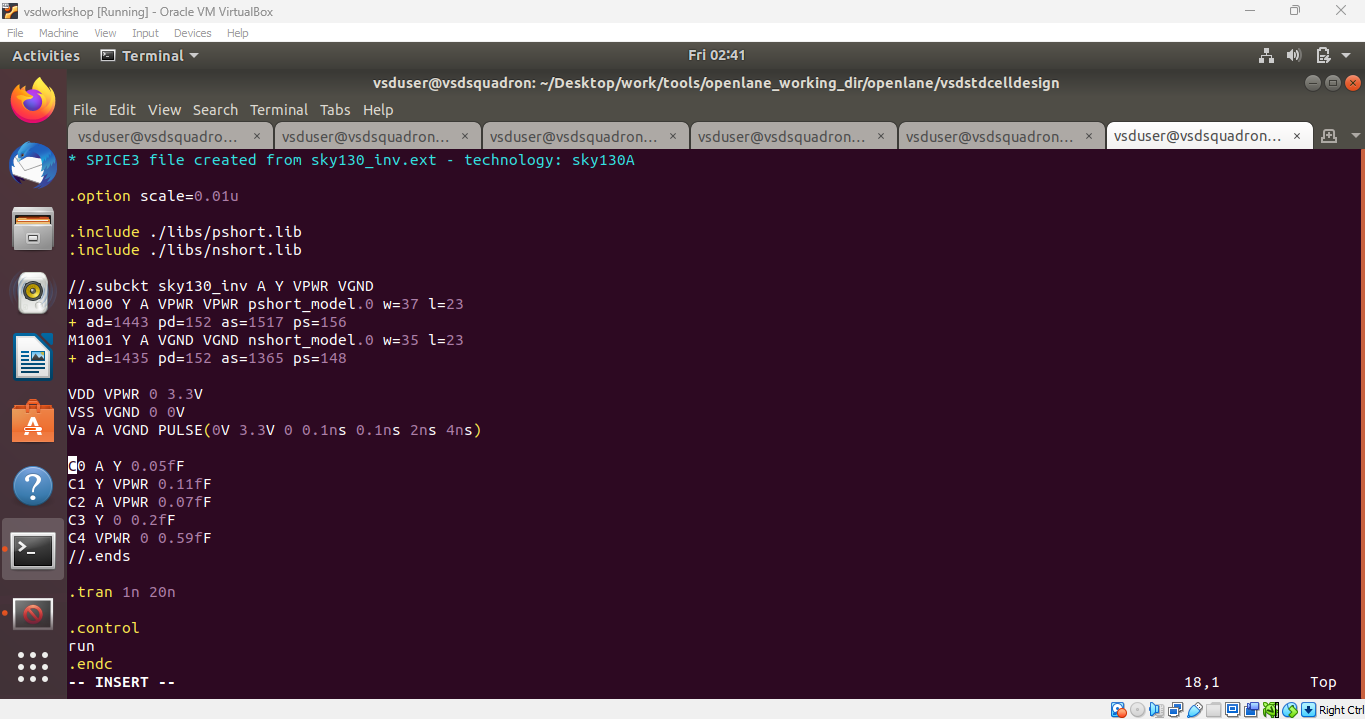 vsdworkshop [Running] - Oracle VM VirtualBox
File Machine View Input Devices Help
Activities Terminal Fri 02:41
vsduser@vsdsquadron: ~/Desktop/work/tools/openlane_working_dir/openlane/vsdstdcelldesign
File Edit View Search Terminal Tabs Help
vsduser@vsdsquadro... × vsduser@vsdsquadron... × vsduser@vsdsquadron... × vsduser@vsdsquadron... × vsduser@vsdsquadron... × vsduser@vsdsquadron... ×
* SPICE3 file created from sky130_inv.ext - technology: sky130A
.option scale=0.01u
.include ./libs/pshort.lib
.include ./libs/nshort.lib
//.subckt sky130_inv A Y VPWR VGND
M1000 Y A VPWR VPWR pshort_model.0 w=37 l=23
+ ad=1443 pd=152 as=1517 ps=156
M1001 Y A VGND VGND nshort_model.0 w=35 l=23
+ ad=1435 pd=152 as=1365 ps=148
VDD VPWR 0 3.3V
VSS VGND 0 0V
Va A VGND PULSE(0V 3.3V 0 0.1ns 0.1ns 2ns 4ns)
C0 A Y 0.05fF
C1 Y VPWR 0.11fF
C2 A VPWR 0.07fF
C3 Y 0 0.2fF
C4 VPWR 0 0.59fF
//.ends
.tran 1n 20n
.control
run
.endc
-- INSERT -- 18,1 Top
Right Ctrl